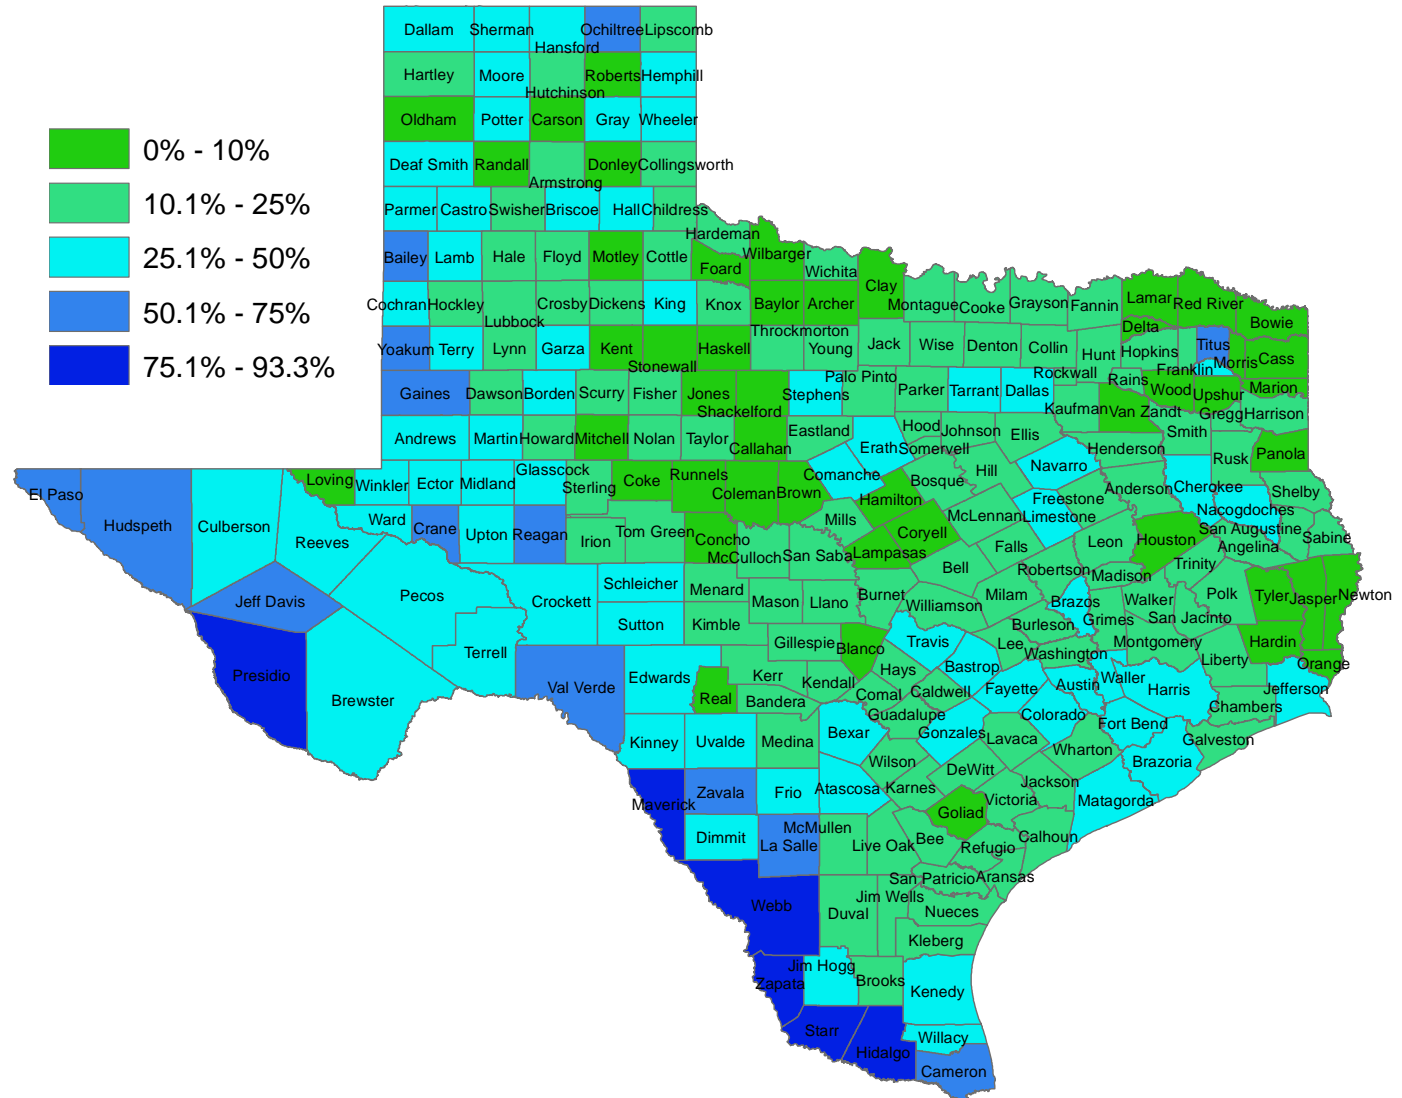 Dallam Sherman Hansford Ochiltree Lipscomb
Hartley Moore Hutchinson Roberts Hemphill
Oldham Potter Carson Gray Wheeler
0% - 10%
10.1% - 25%
25.1% - 50%
50.1% - 75%
75.1% - 93.3%
Deaf Smith Randall Armstrong Donley Collingsworth
Parmer Castro Swisher Briscoe Hall Childress
Hardeman
Bailey Lamb Hale Floyd Motley Cottle Foard Wilbarger Wichita Clay
Cochran Hockley Lubbock Crosby Dickens King Knox Baylor Archer Montague Cooke Grayson Fannin Lamar Red River Bowie
Delta
Yoakum Terry Lynn Garza Kent Stonewall Haskell Throckmorton Young Jack Wise Denton Collin Hunt Hopkins Franklin Titus Morris Cass
Rockwall Rains Wood Upshur Marion
Gaines Dawson Borden Scurry Fisher Jones Shackelford Stephens Palo Pinto Parker Tarrant Dallas Kaufman Van Zandt Gregg Harrison
Andrews Martin Howard Mitchell Nolan Taylor Callahan Eastland Erath Hood Somervell Johnson Ellis Henderson Smith Rusk Panola
El Paso Hudspeth Culberson Loving Winkler Ector Midland Glasscock Sterling Coke Runnels Coleman Brown Comanche Hamilton Bosque Hill Navarro Freestone Anderson Cherokee Nacogdoches Shelby
Reeves Ward Crane Upton Reagan Irion Tom Green Concho McCulloch San Saba Mills Lampasas Coryell McLennan Limestone Falls Leon Houston Angelina San Augustine Sabine
Jeff Davis Pecos Crockett Schleicher Menard Mason Llano Burnet Bell Williamson Milam Robertson Brazos Madison Walker Trinity Polk Tyler Jasper Newton
Presidio Brewster Terrell Sutton Kimble Gillespie Blanco Travis Lee Burleson Washington Grimes Montgomery San Jacinto Liberty Hardin Orange
Val Verde Edwards Real Kerr Bandera Kendall Comal Hays Caldwell Bastrop Fayette Austin Waller Harris Chambers Jefferson
Kinney Uvalde Medina Bexar Guadalupe Gonzales Lavaca Colorado Wharton Fort Bend Brazoria Galveston
Maverick Zavala Frio Atascosa Wilson Karnes DeWitt Goliad Victoria Jackson Matagorda
Dimmit La Salle McMullen Live Oak Bee Refugio Calhoun
San Patricio Aransas
Webb Duval Jim Wells Nueces
Kleberg
Zapata Jim Hogg Brooks Kenedy
Starr Hidalgo Willacy
Cameron